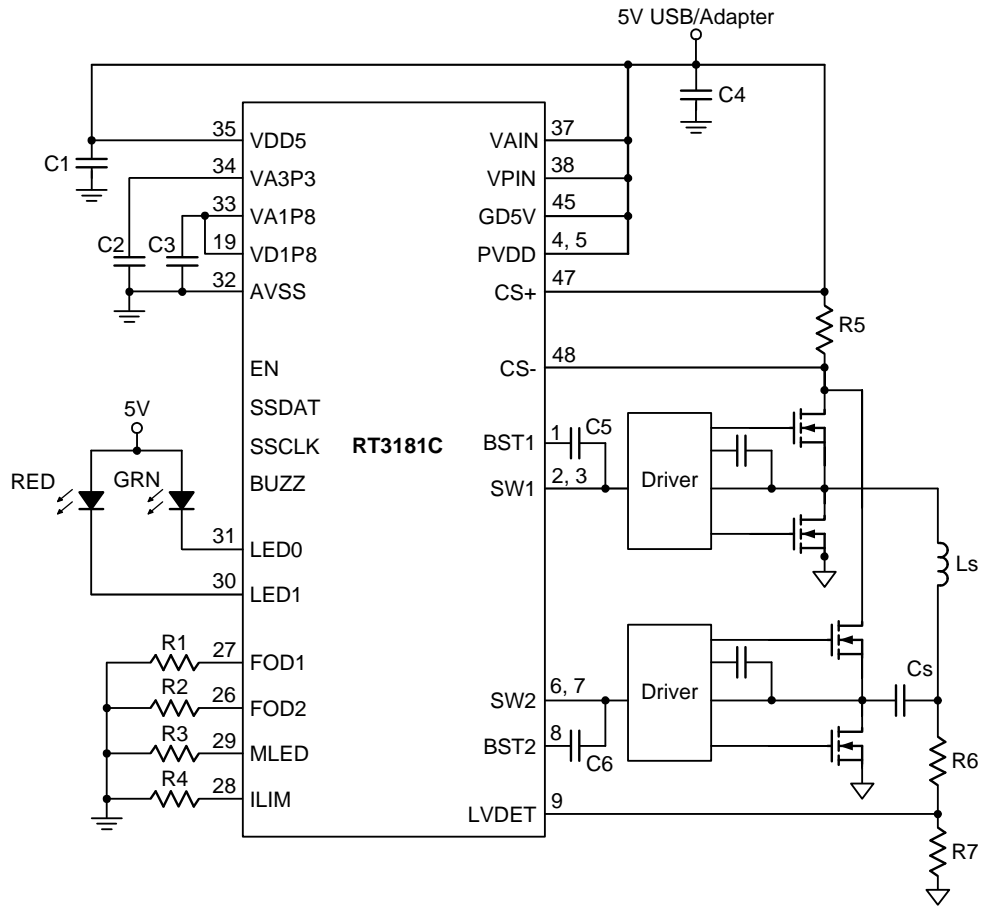 5V USB/Adapter
C4
35 VDD5 VAIN 37
C1
34 VA3P3 VPIN 38
33 VA1P8 GD5V 45
C2 C3
19 VD1P8 PVDD 4, 5
32 AVSS CS+ 47
R5
EN CS- 48
SSDAT
5V
SSCLK RT3181C BST1 1 C5
RED GRN
BUZZ SW1 2, 3 Driver
31 LED0
Ls
30 LED1
R1 27 FOD1
Cs
R2 26 FOD2 SW2 6, 7 Driver
R3 29 MLED BST2 8 C6
R6
R4 28 ILIM
LVDET 9
R7